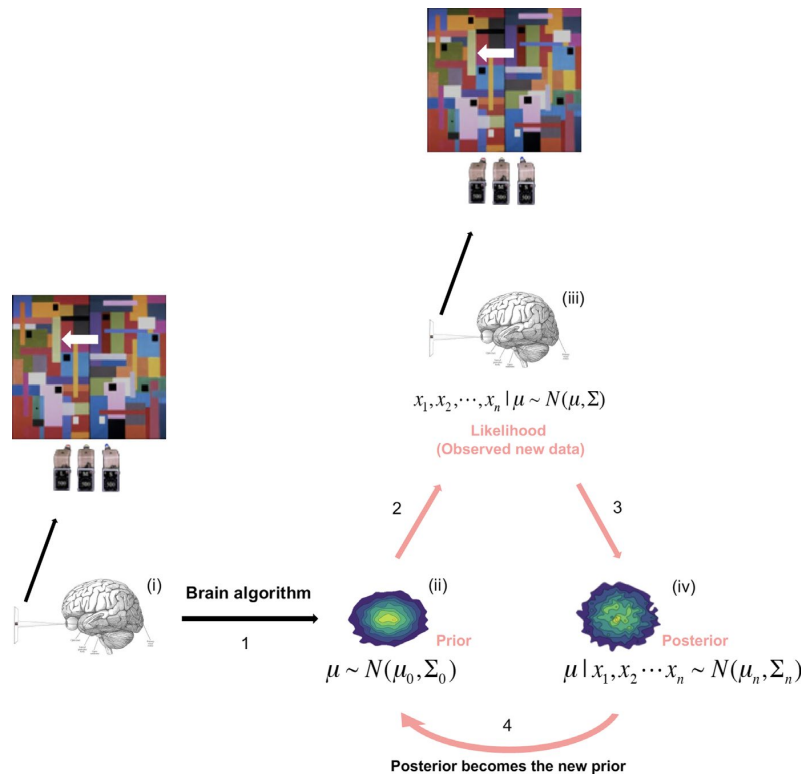 (iii)
x₁, x₂, ⋯, xₙ | μ ~ N(μ, Σ)
Likelihood
(Observed new data)
2
3
(i)
Brain algorithm
1
(ii)
Prior
μ ~ N(μ₀, Σ₀)
(iv)
Posterior
μ | x₁, x₂ ⋯ xₙ ~ N(μₙ, Σₙ)
4
Posterior becomes the new prior